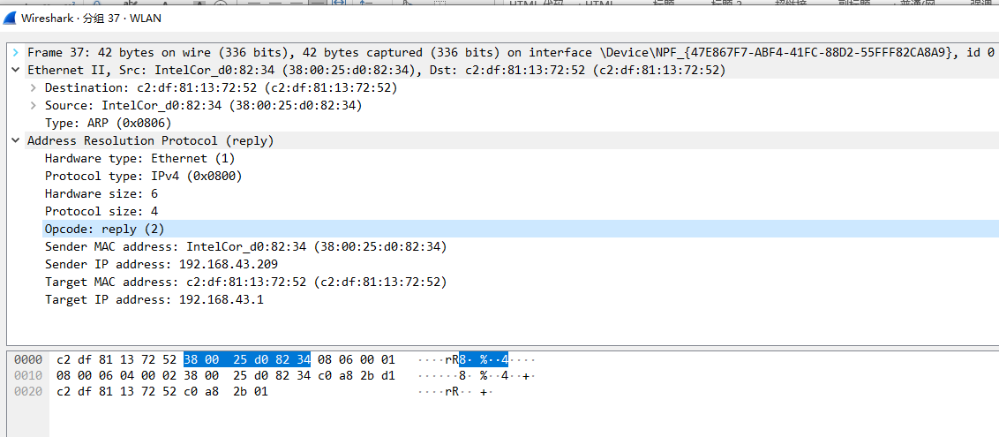 Wireshark · 分组 37 · WLAN
Frame 37: 42 bytes on wire (336 bits), 42 bytes captured (336 bits) on interface \Device\NPF_{47E867F7-ABF4-41FC-88D2-55FFF82CA8A9}, id 0
Ethernet II, Src: IntelCor_d0:82:34 (38:00:25:d0:82:34), Dst: c2:df:81:13:72:52 (c2:df:81:13:72:52)
Destination: c2:df:81:13:72:52 (c2:df:81:13:72:52)
Source: IntelCor_d0:82:34 (38:00:25:d0:82:34)
Type: ARP (0x0806)
Address Resolution Protocol (reply)
Hardware type: Ethernet (1)
Protocol type: IPv4 (0x0800)
Hardware size: 6
Protocol size: 4
Opcode: reply (2)
Sender MAC address: IntelCor_d0:82:34 (38:00:25:d0:82:34)
Sender IP address: 192.168.43.209
Target MAC address: c2:df:81:13:72:52 (c2:df:81:13:72:52)
Target IP address: 192.168.43.1
0000 c2 df 81 13 72 52 38 00 25 d0 82 34 08 06 00 01 ····rR8· %··4····
0010 08 00 06 04 00 02 38 00 25 d0 82 34 c0 a8 2b d1 ······8· %··4··+·
0020 c2 df 81 13 72 52 c0 a8 2b 01 ····rR·· +·